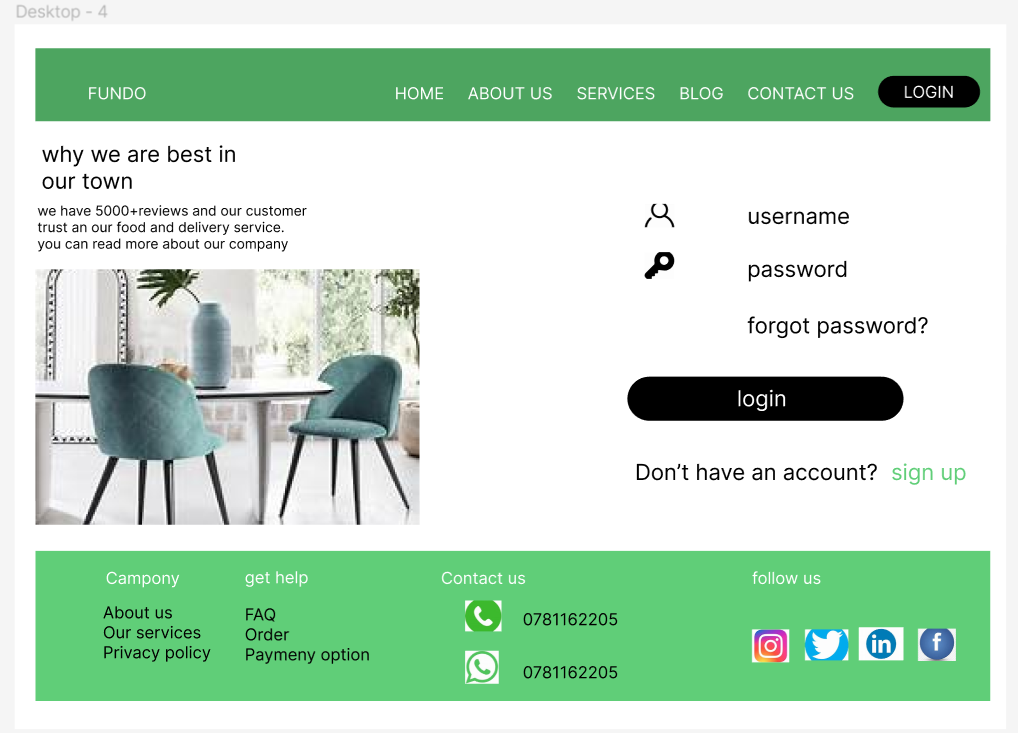 Desktop - 4
FUNDO
HOME
ABOUT US
SERVICES
BLOG
CONTACT US
LOGIN
why we are best in
our town
we have 5000+reviews and our customer
trust an our food and delivery service.
you can read more about our company
username
password
forgot password?
login
Don't have an account? sign up
Campony
About us
Our services
Privacy policy
get help
FAQ
Order
Paymeny option
Contact us
0781162205
0781162205
follow us
in
f